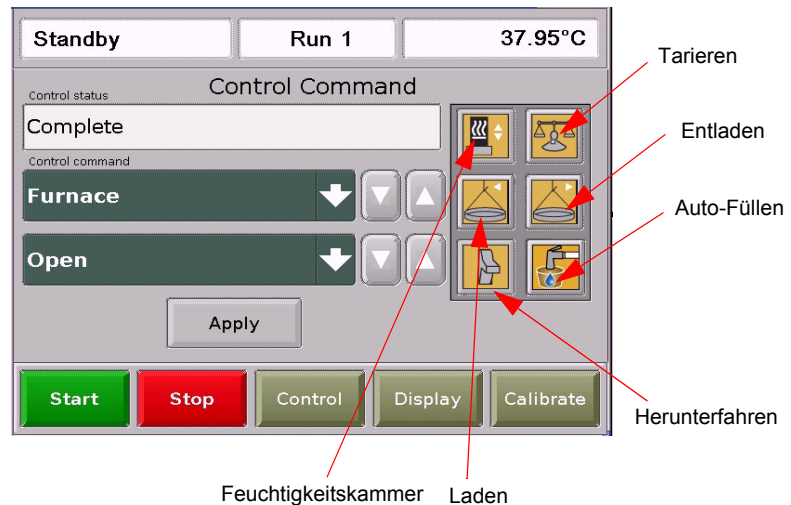 Standby
Run 1
37.95°C
Tarieren
Control Command
Control status
Complete
Entladen
Control command
Furnace
Auto-Füllen
Open
Apply
Start
Stop
Control
Display
Calibrate
Herunterfahren
Feuchtigkeitskammer
Laden